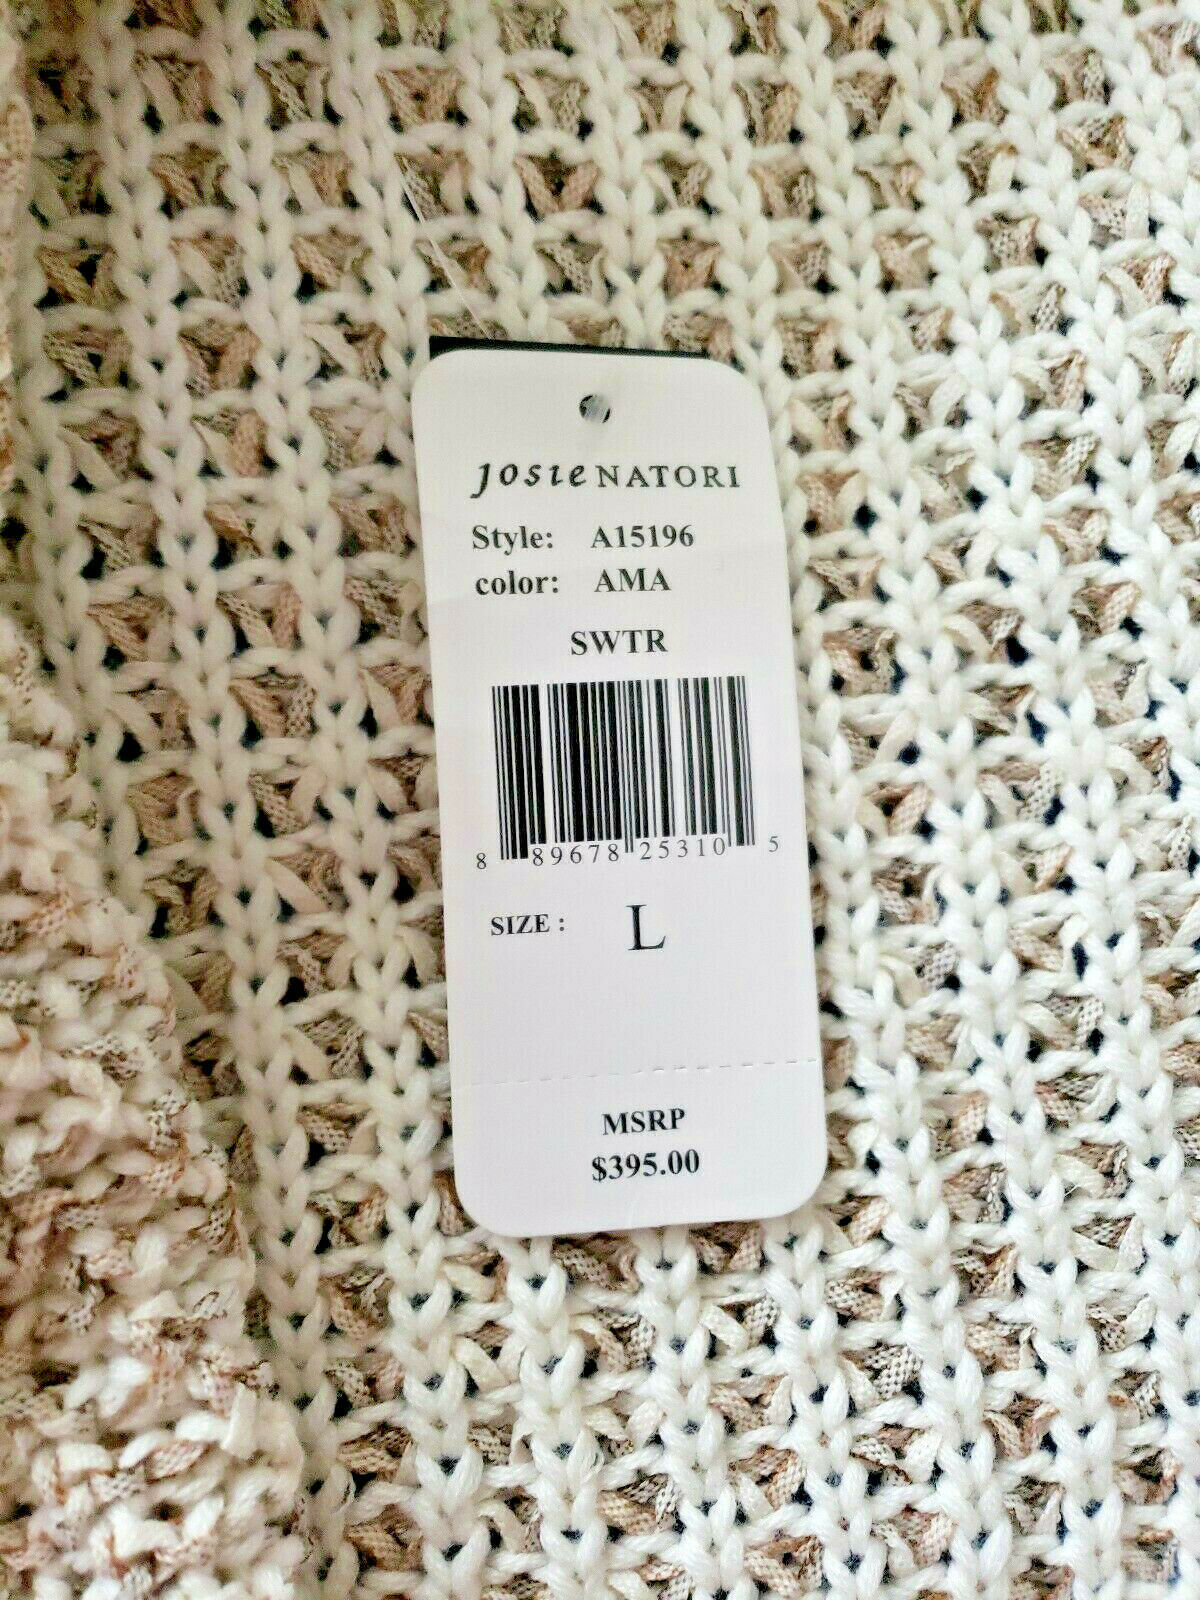 Josie NATORI
Style: A15196
color: AMA
SWTR
8 89678 25310 5
SIZE : L
MSRP
$395.00